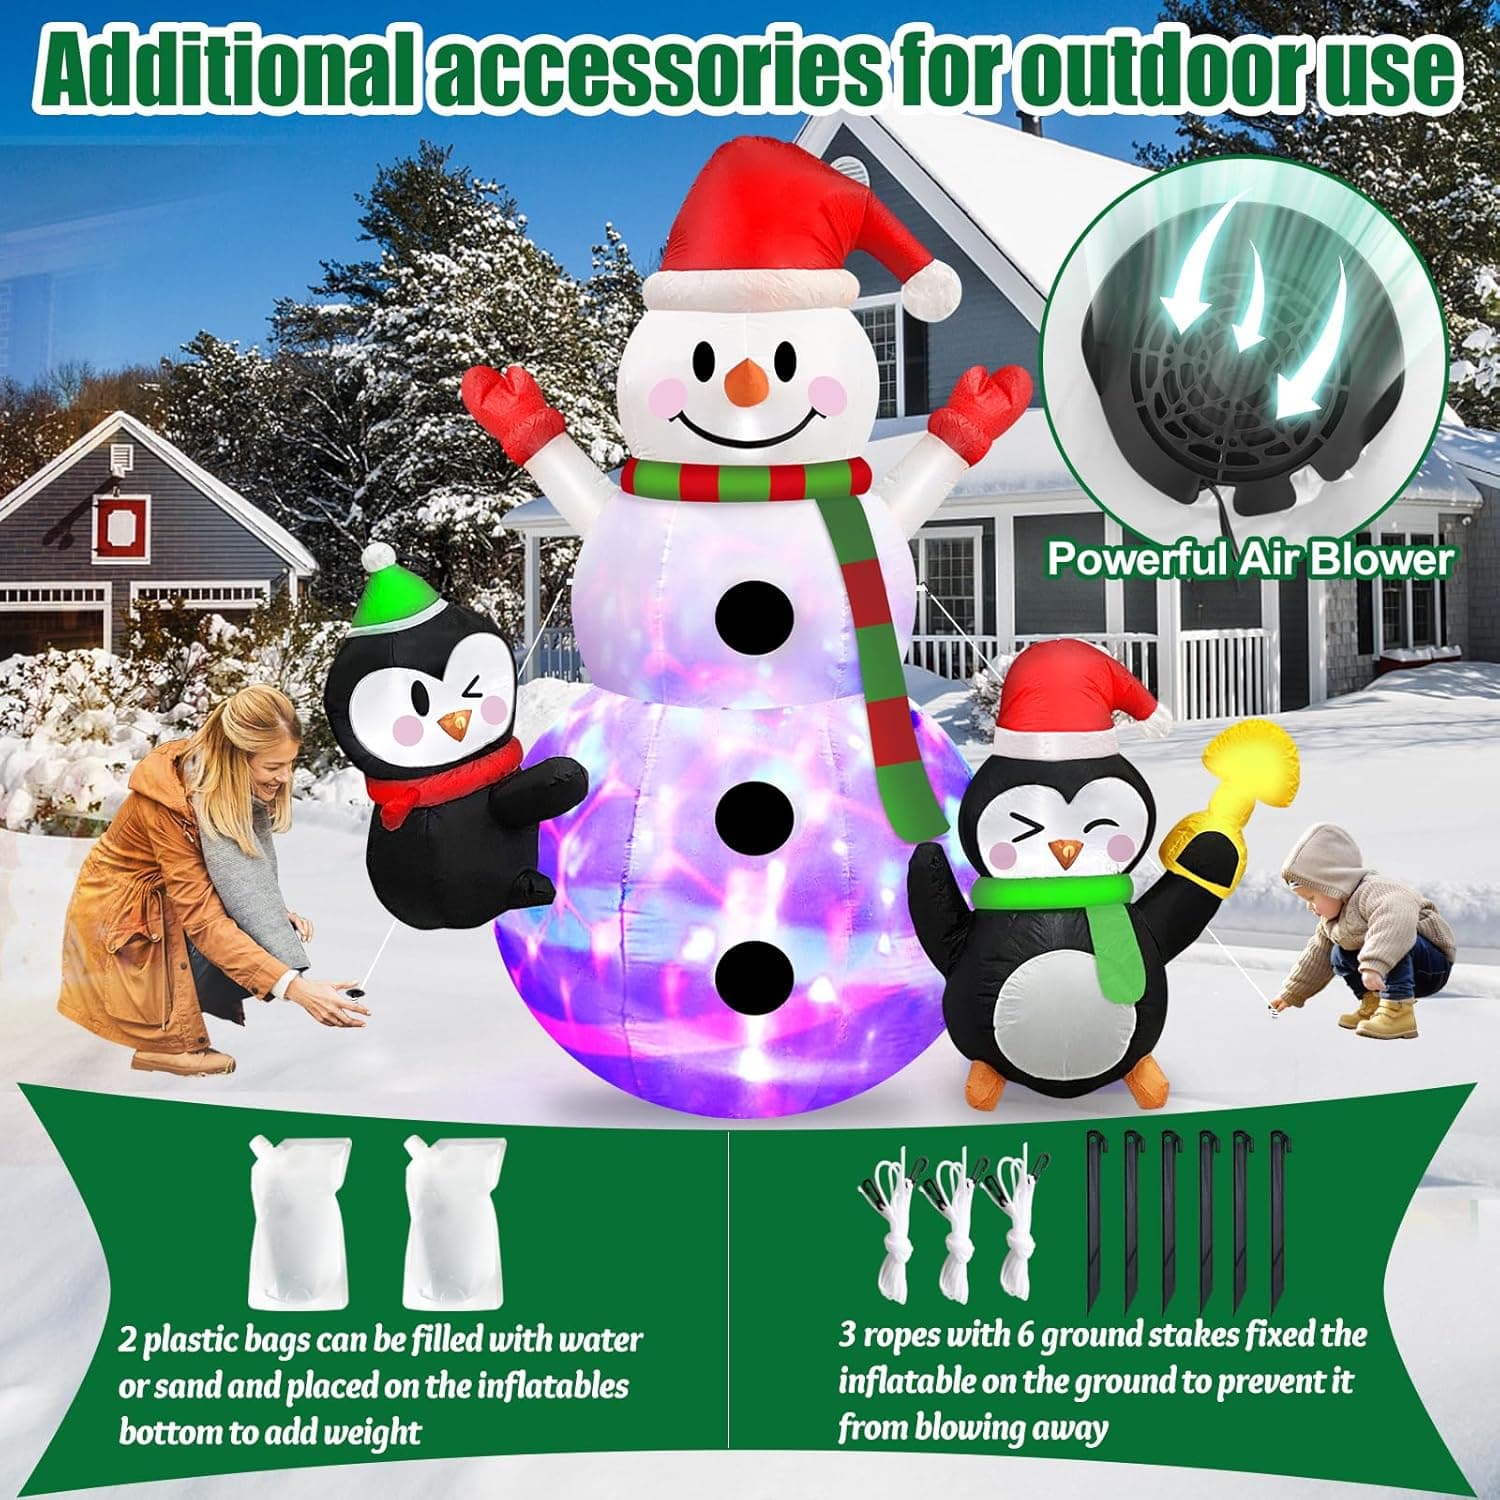 Additional accessories for outdoor use
Powerful Air Blower
2 plastic bags can be filled with water
or sand and placed on the inflatables
bottom to add weight
3 ropes with 6 ground stakes fixed the
inflatable on the ground to prevent it
from blowing away